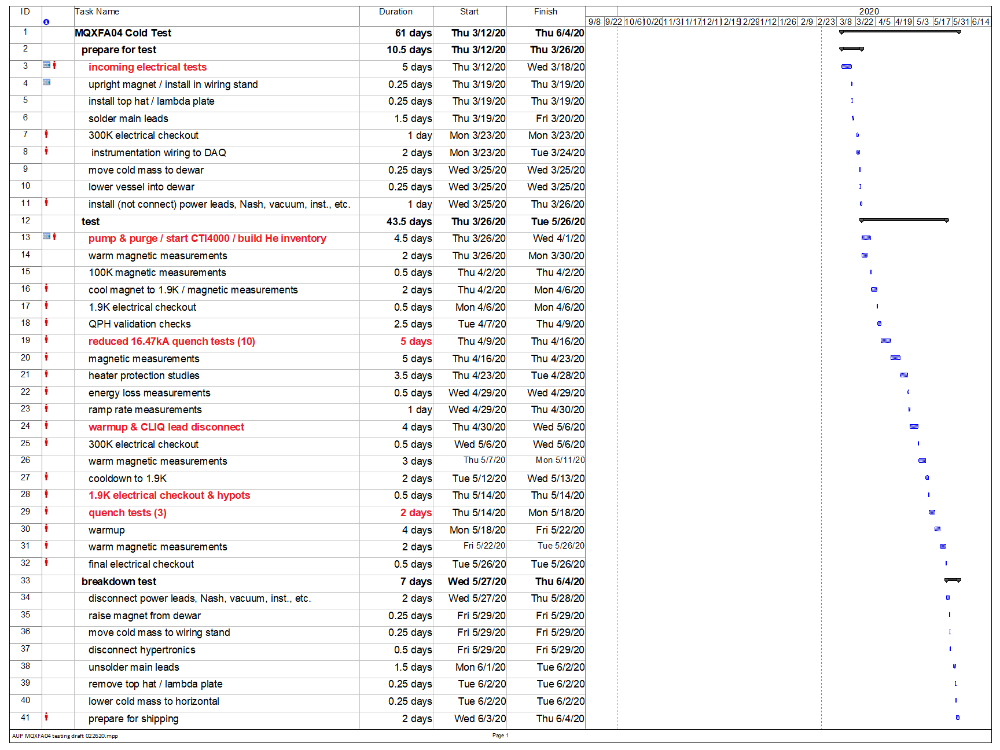 ID Task Name Duration Start Finish 2020
9/8 9/22 10/6 10/20 11/3 11/17 12/1 12/15 12/29 1/12 1/26 2/9 2/23 3/8 3/22 4/5 4/19 5/3 5/17 5/31 6/14
1 MQXFA04 Cold Test 61 days Thu 3/12/20 Thu 6/4/20
2 prepare for test 10.5 days Thu 3/12/20 Thu 3/26/20
3 incoming electrical tests 5 days Thu 3/12/20 Wed 3/18/20
4 upright magnet / install in wiring stand 0.25 days Thu 3/19/20 Thu 3/19/20
5 install top hat / lambda plate 0.25 days Thu 3/19/20 Thu 3/19/20
6 solder main leads 1.5 days Thu 3/19/20 Fri 3/20/20
7 300K electrical checkout 1 day Mon 3/23/20 Mon 3/23/20
8 instrumentation wiring to DAQ 2 days Mon 3/23/20 Tue 3/24/20
9 move cold mass to dewar 0.25 days Wed 3/25/20 Wed 3/25/20
10 lower vessel into dewar 0.25 days Wed 3/25/20 Wed 3/25/20
11 install (not connect) power leads, Nash, vacuum, inst., etc. 1 day Wed 3/25/20 Thu 3/26/20
12 test 43.5 days Thu 3/26/20 Tue 5/26/20
13 pump & purge / start CTI4000 / build He inventory 4.5 days Thu 3/26/20 Wed 4/1/20
14 warm magnetic measurements 2 days Thu 3/26/20 Mon 3/30/20
15 100K magnetic measurements 0.5 days Thu 4/2/20 Thu 4/2/20
16 cool magnet to 1.9K / magnetic measurements 2 days Thu 4/2/20 Mon 4/6/20
17 1.9K electrical checkout 0.5 days Mon 4/6/20 Mon 4/6/20
18 QPH validation checks 2.5 days Tue 4/7/20 Thu 4/9/20
19 reduced 16.47kA quench tests (10) 5 days Thu 4/9/20 Thu 4/16/20
20 magnetic measurements 5 days Thu 4/16/20 Thu 4/23/20
21 heater protection studies 3.5 days Thu 4/23/20 Tue 4/28/20
22 energy loss measurements 0.5 days Wed 4/29/20 Wed 4/29/20
23 ramp rate measurements 1 day Wed 4/29/20 Thu 4/30/20
24 warmup & CLIQ lead disconnect 4 days Thu 4/30/20 Wed 5/6/20
25 300K electrical checkout 0.5 days Wed 5/6/20 Wed 5/6/20
26 warm magnetic measurements 3 days Thu 5/7/20 Mon 5/11/20
27 cooldown to 1.9K 2 days Tue 5/12/20 Wed 5/13/20
28 1.9K electrical checkout & hypots 0.5 days Thu 5/14/20 Thu 5/14/20
29 quench tests (3) 2 days Thu 5/14/20 Mon 5/18/20
30 warmup 4 days Mon 5/18/20 Fri 5/22/20
31 warm magnetic measurements 2 days Fri 5/22/20 Tue 5/26/20
32 final electrical checkout 0.5 days Tue 5/26/20 Tue 5/26/20
33 breakdown test 7 days Wed 5/27/20 Thu 6/4/20
34 disconnect power leads, Nash, vacuum, inst., etc. 2 days Wed 5/27/20 Thu 5/28/20
35 raise magnet from dewar 0.25 days Fri 5/29/20 Fri 5/29/20
36 move cold mass to wiring stand 0.25 days Fri 5/29/20 Fri 5/29/20
37 disconnect hypertronics 0.5 days Fri 5/29/20 Fri 5/29/20
38 unsolder main leads 1.5 days Mon 6/1/20 Tue 6/2/20
39 remove top hat / lambda plate 0.25 days Tue 6/2/20 Tue 6/2/20
40 lower cold mass to horizontal 0.25 days Tue 6/2/20 Tue 6/2/20
41 prepare for shipping 2 days Wed 6/3/20 Thu 6/4/20
AUP MQXFA04 testing draft 022620.mpp Page 1